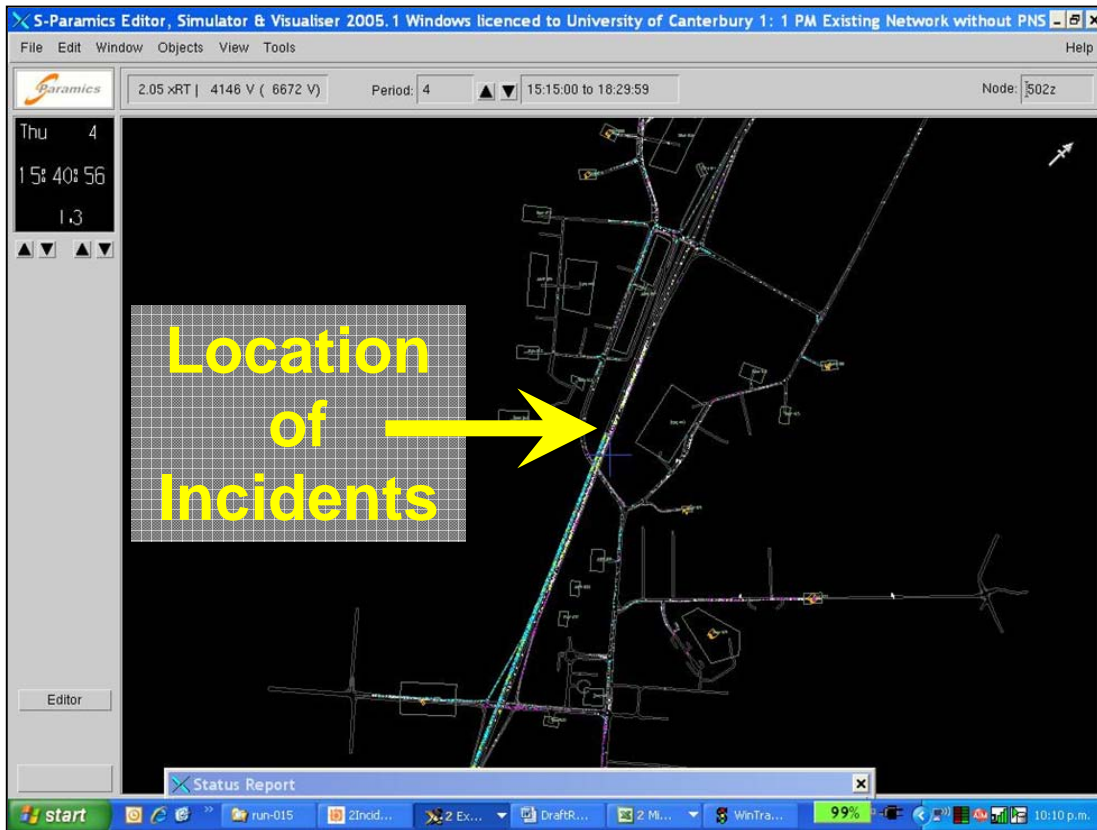 S-Paramics Editor, Simulator & Visualiser 2005.1 Windows licenced to University of Canterbury 1: 1 PM Existing Network without PNS
File Edit Window Objects View Tools Help
Paramics
2.05 xRT | 4146 V ( 6672 V) Period: 4 15:15:00 to 18:29:59 Node: 502z
Thu 4
15:40:56
1.3
Location
of
Incidents
Editor
Status Report
start run-015 2Incid... 2 Ex... DraftR... 2 Mi... WinTra... 99% 10:10 p.m.